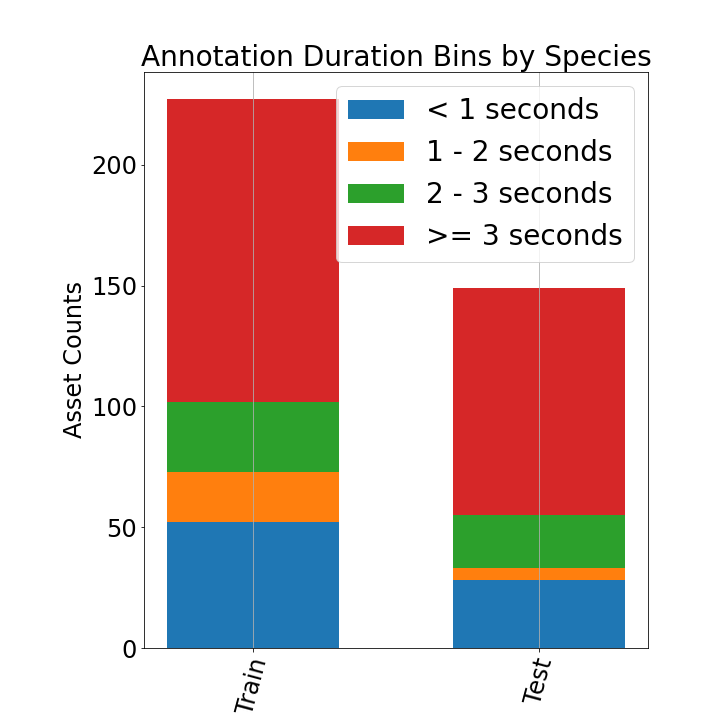 Annotation Duration Bins by Species
< 1 seconds
1 - 2 seconds
2 - 3 seconds
>= 3 seconds
Asset Counts
200
150
100
50
0
Train
Test